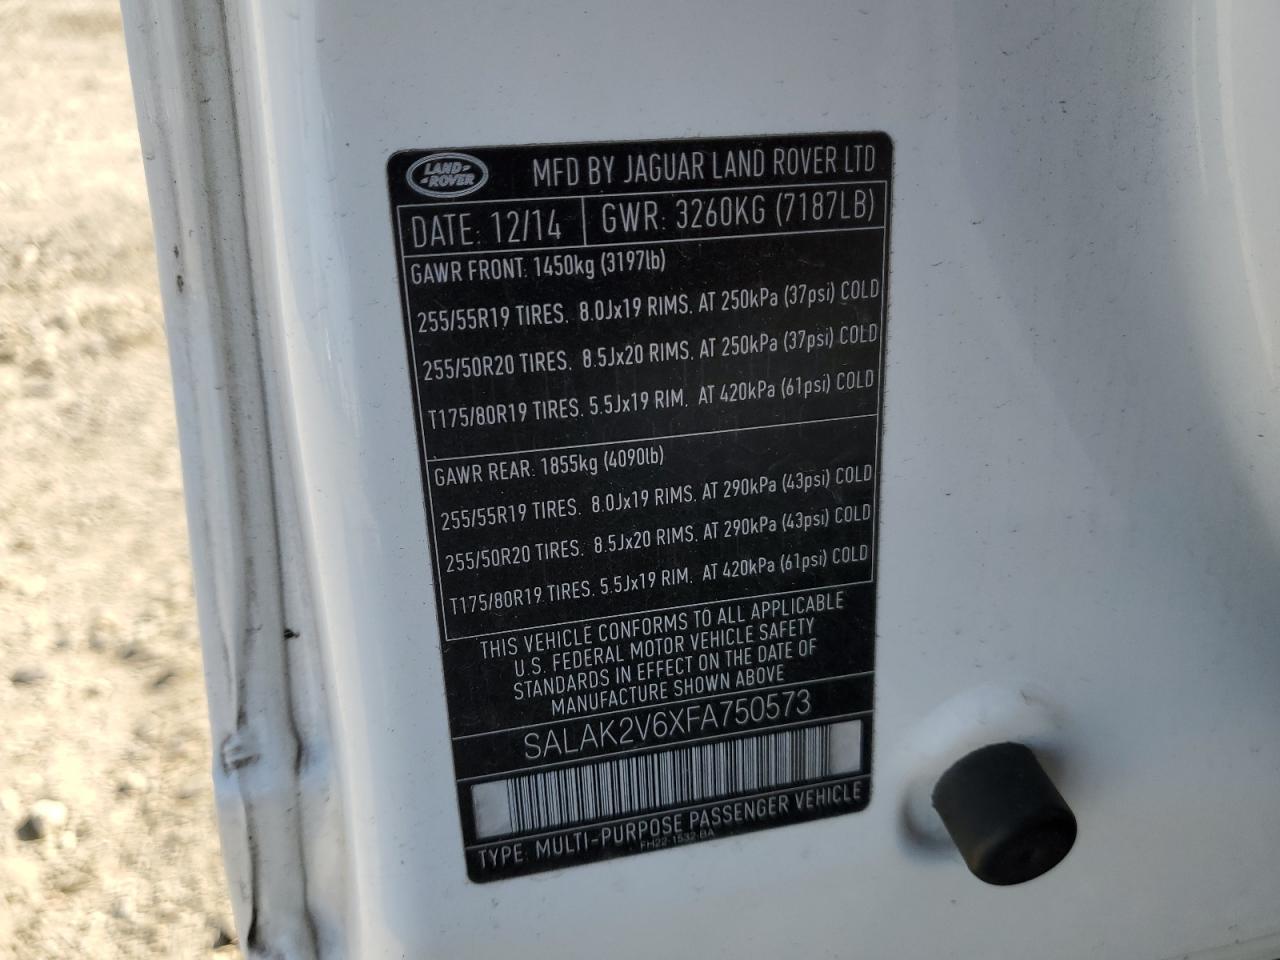 LAND-
-ROVER
MFD BY JAGUAR LAND ROVER LTD
DATE: 12/14 GWR: 3260KG (7187LB)
GAWR FRONT: 1450kg (3197lb)
255/55R19 TIRES. 8.0Jx19 RIMS. AT 250kPa (37psi) COLD
255/50R20 TIRES. 8.5Jx20 RIMS. AT 250kPa (37psi) COLD
T175/80R19 TIRES. 5.5Jx19 RIM. AT 420kPa (61psi) COLD
GAWR REAR: 1855kg (4090lb)
255/55R19 TIRES. 8.0Jx19 RIMS. AT 290kPa (43psi) COLD
255/50R20 TIRES. 8.5Jx20 RIMS. AT 290kPa (43psi) COLD
T175/80R19 TIRES. 5.5Jx19 RIM. AT 420kPa (61psi) COLD
THIS VEHICLE CONFORMS TO ALL APPLICABLE
U.S. FEDERAL MOTOR VEHICLE SAFETY
STANDARDS IN EFFECT ON THE DATE OF
MANUFACTURE SHOWN ABOVE
SALAK2V6XFA750573
TYPE: MULTI-PURPOSE PASSENGER VEHICLE
FH22-1532-BA